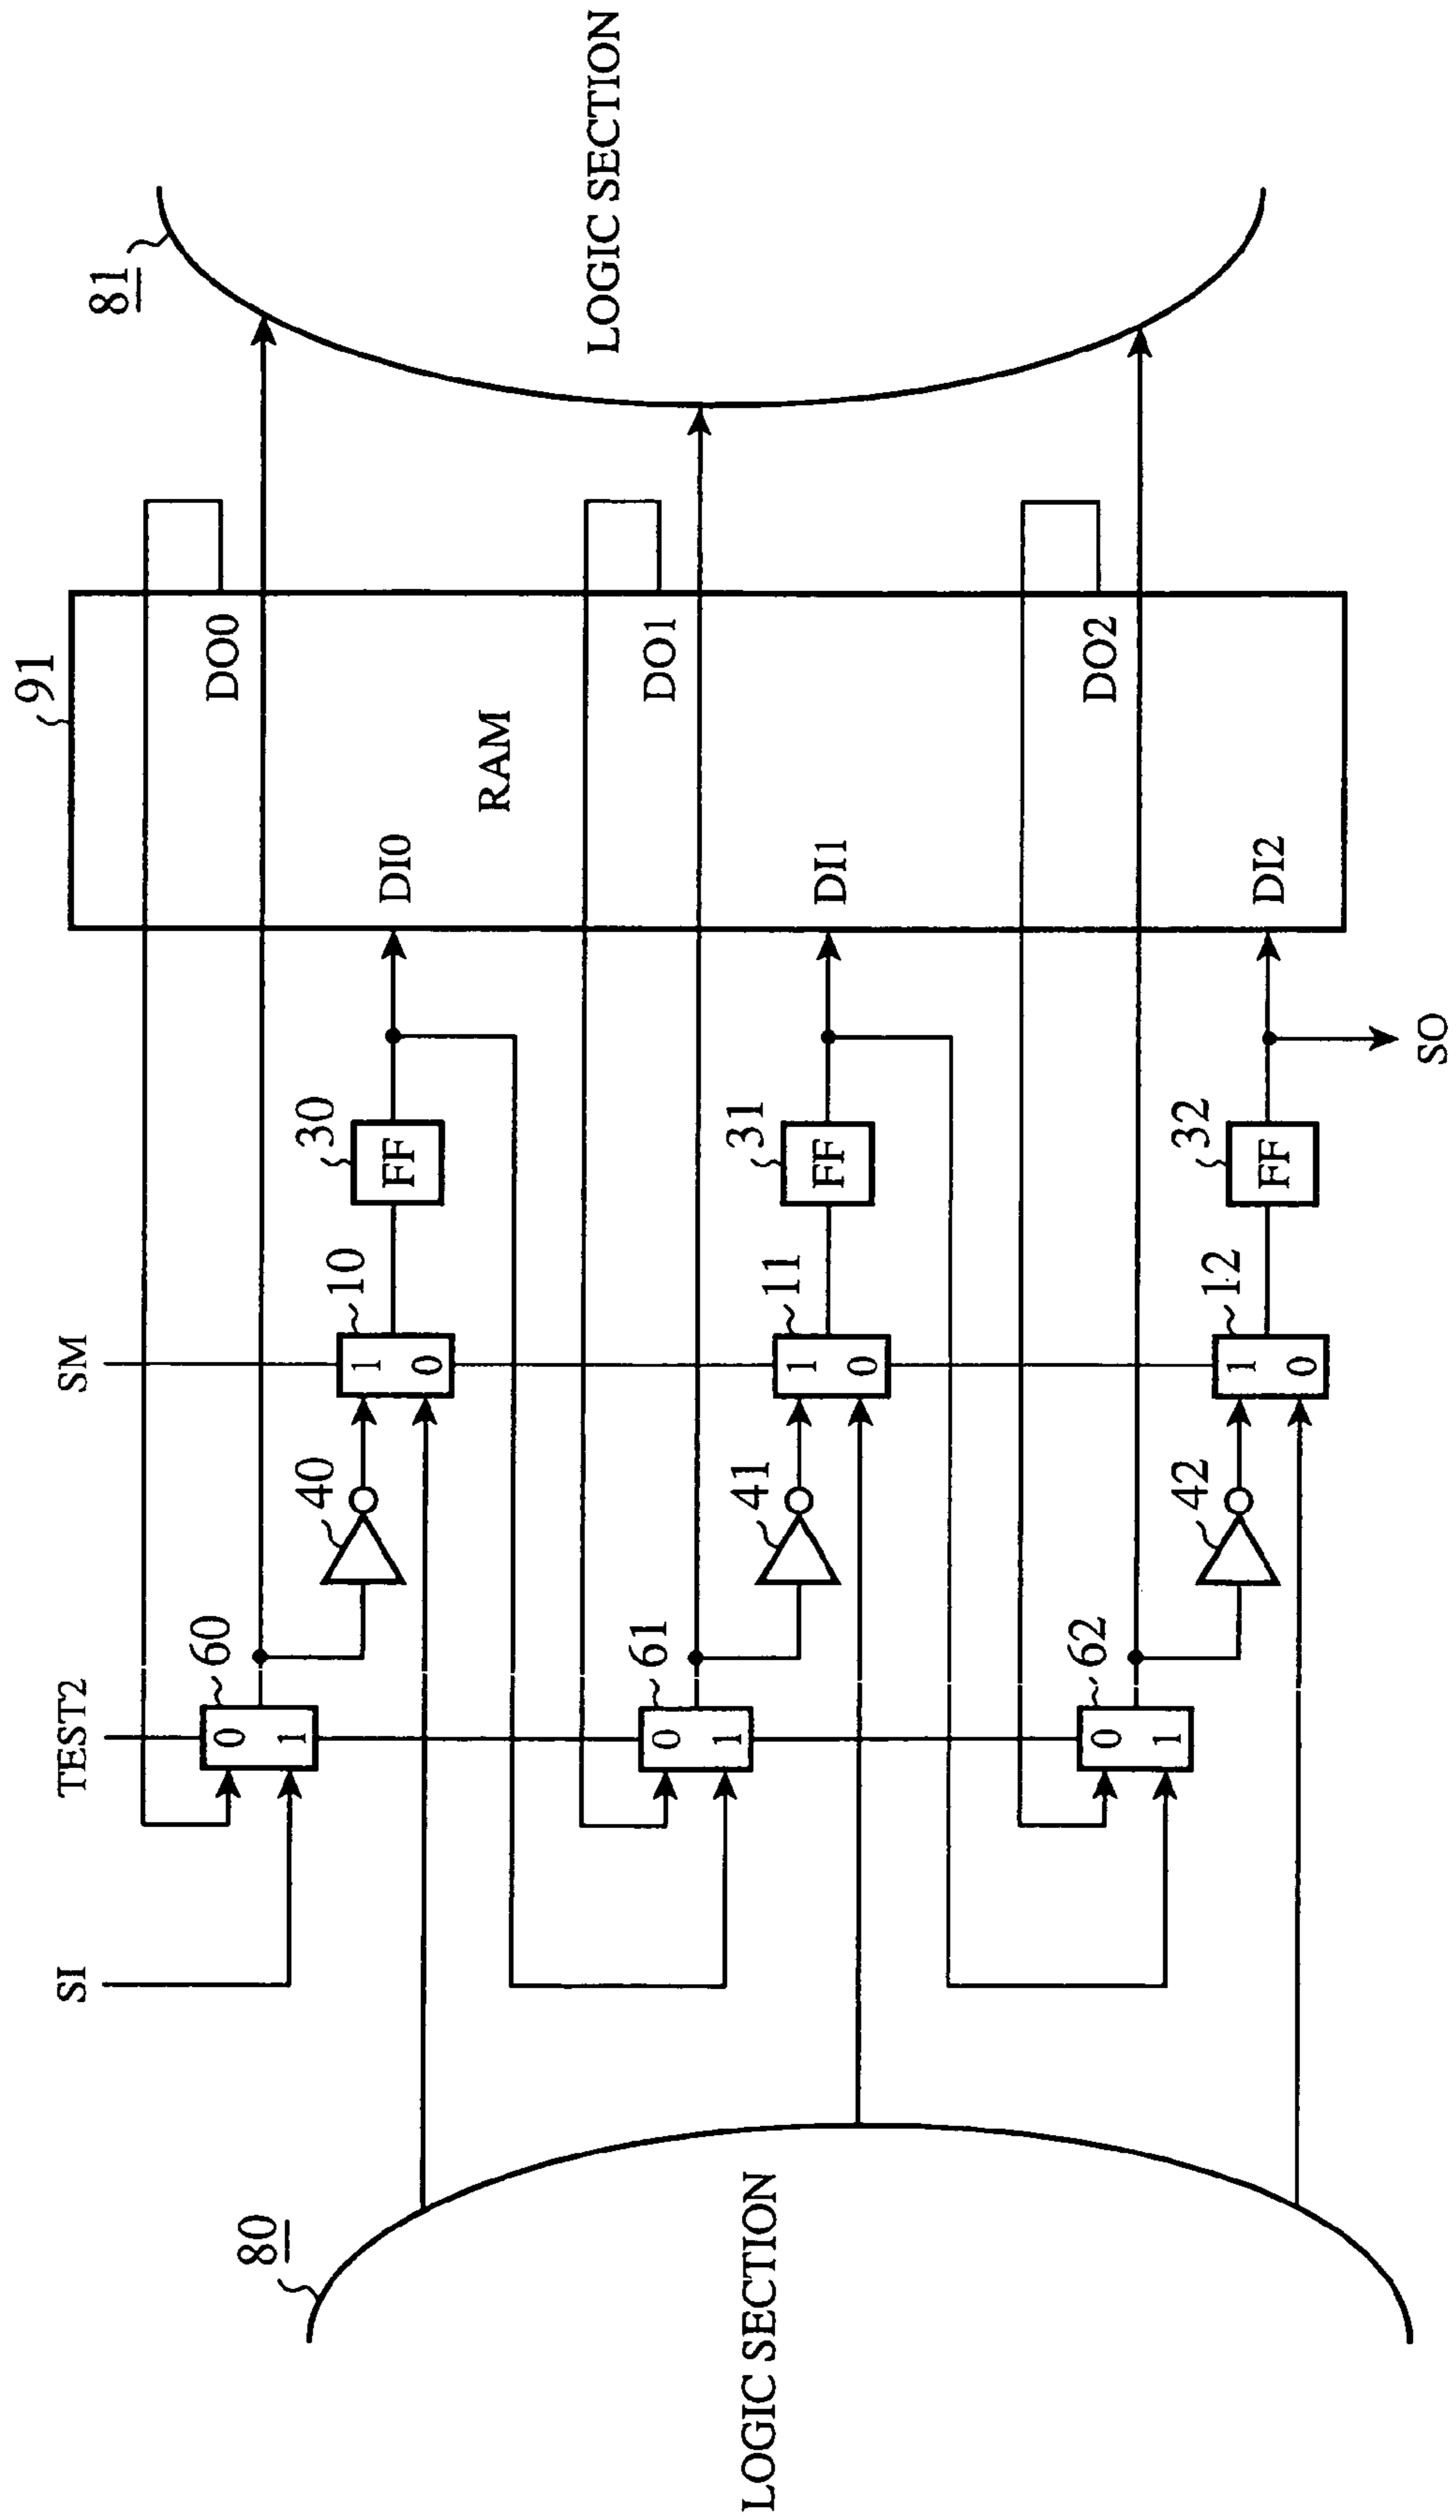 SI
TEST2
SM
91
81
60
0
1
40
10
1
0
30
FF
DI0
DO0
RAM
80
LOGIC SECTION
61
0
1
41
11
1
0
31
FF
DI1
DO1
LOGIC SECTION
62
0
1
42
12
1
0
32
FF
DI2
DO2
SO